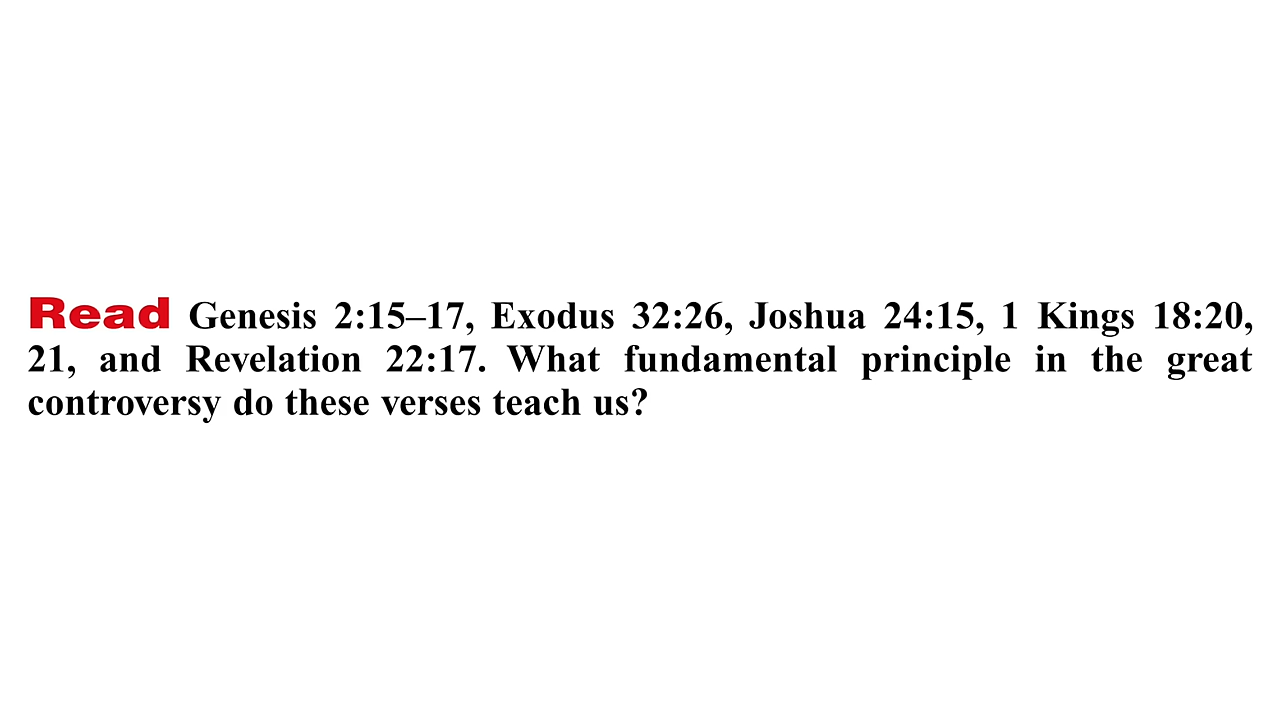 Read Genesis 2:15–17, Exodus 32:26, Joshua 24:15, 1 Kings 18:20,
21, and Revelation 22:17. What fundamental principle in the great
controversy do these verses teach us?